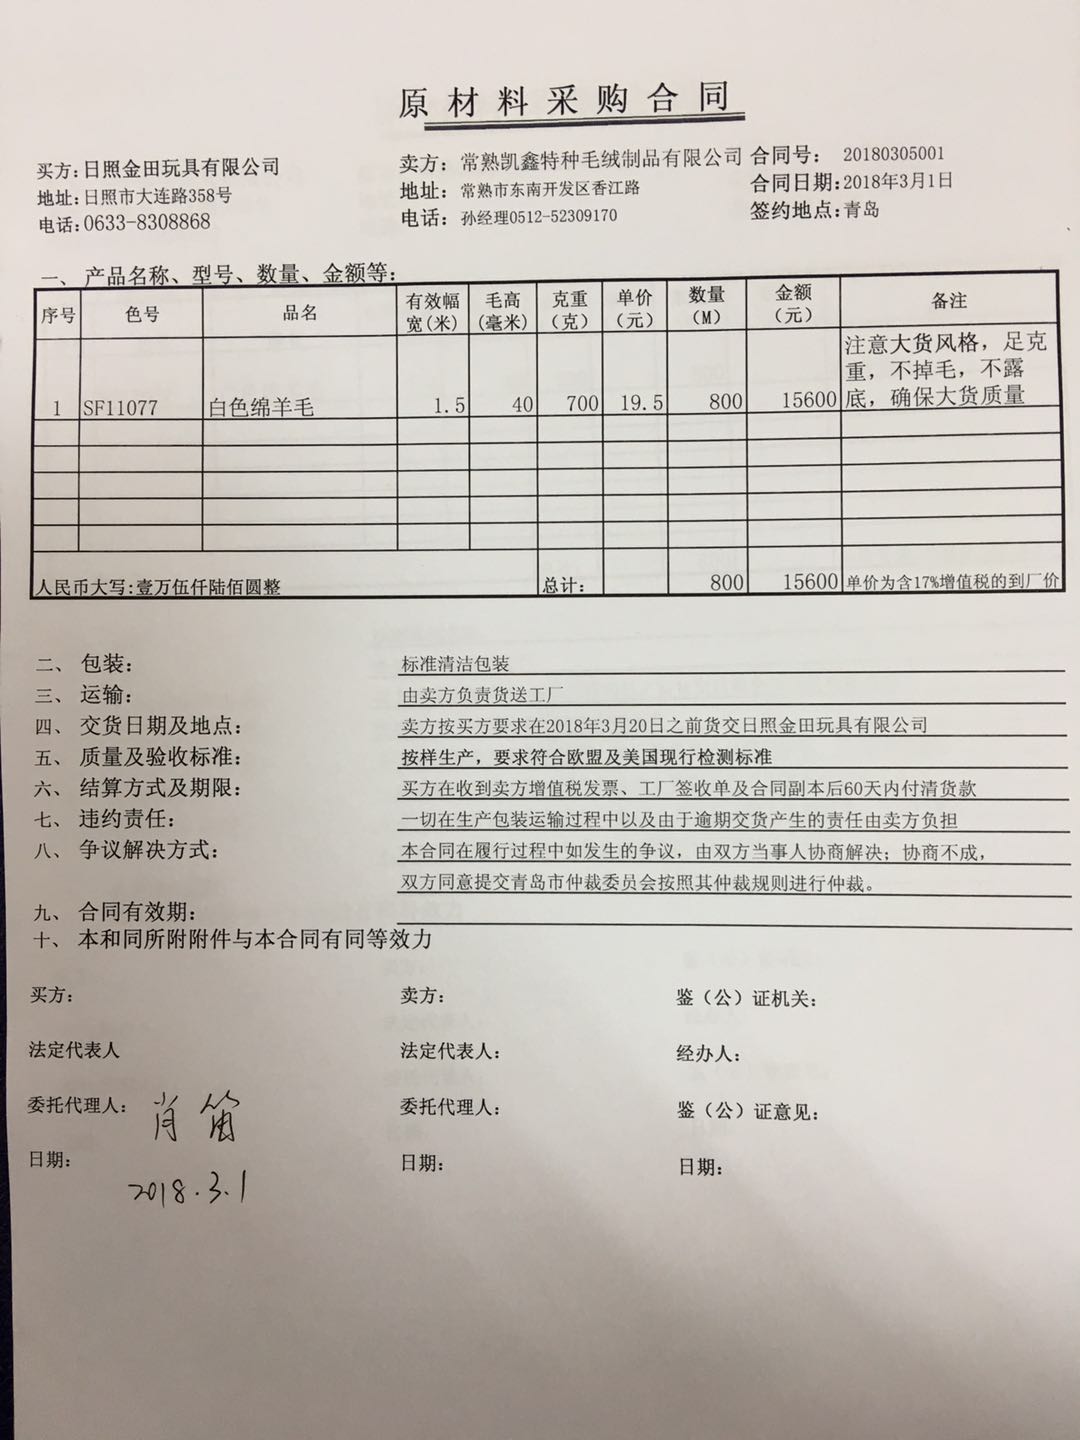 原材料采购合同
买方：日照金田玩具有限公司 卖方：常熟凯鑫特种毛绒制品有限公司 合同号： 20180305001
地址：日照市大连路358号 地址：常熟市东南开发区香江路 合同日期：2018年3月1日
电话：0633-8308868 电话：孙经理0512-52309170 签约地点：青岛
一、产品名称、型号、数量、金额等：
序号 色号 品名 有效幅宽(米) 毛高(毫米) 克重(克) 单价(元) 数量(M) 金额(元) 备注
1 SF11077 白色绵羊毛 1.5 40 700 19.5 800 15600 注意大货风格，足克重，不掉毛，不露底，确保大货质量
人民币大写：壹万伍仟陆佰圆整 总计： 800 15600 单价为含17%增值税的到厂价
二、包装： 标准清洁包装
三、运输： 由卖方负责货送工厂
四、交货日期及地点： 卖方按买方要求在2018年3月20日之前货交日照金田玩具有限公司
五、质量及验收标准： 按样生产，要求符合欧盟及美国现行检测标准
六、结算方式及期限： 买方在收到卖方增值税发票、工厂签收单及合同副本后60天内付清货款
七、违约责任： 一切在生产包装运输过程中以及由于逾期交货产生的责任由卖方负担
八、争议解决方式： 本合同在履行过程中如发生的争议，由双方当事人协商解决；协商不成，
双方同意提交青岛市仲裁委员会按照其仲裁规则进行仲裁。
九、合同有效期：
十、本和同所附附件与本合同有同等效力
买方： 卖方： 鉴（公）证机关：
法定代表人 法定代表人： 经办人：
委托代理人：肖笛 委托代理人： 鉴（公）证意见：
日期： 日期： 日期：
2018.3.1